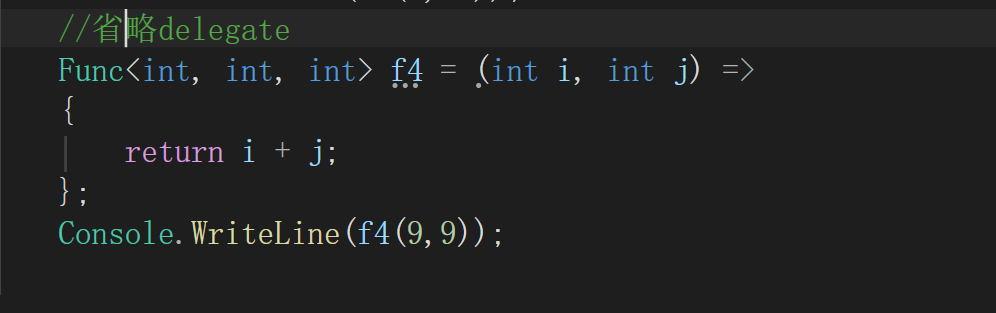 //省略delegate
Func<int, int, int> f4 = (int i, int j) =>
{
return i + j;
};
Console.WriteLine(f4(9,9));